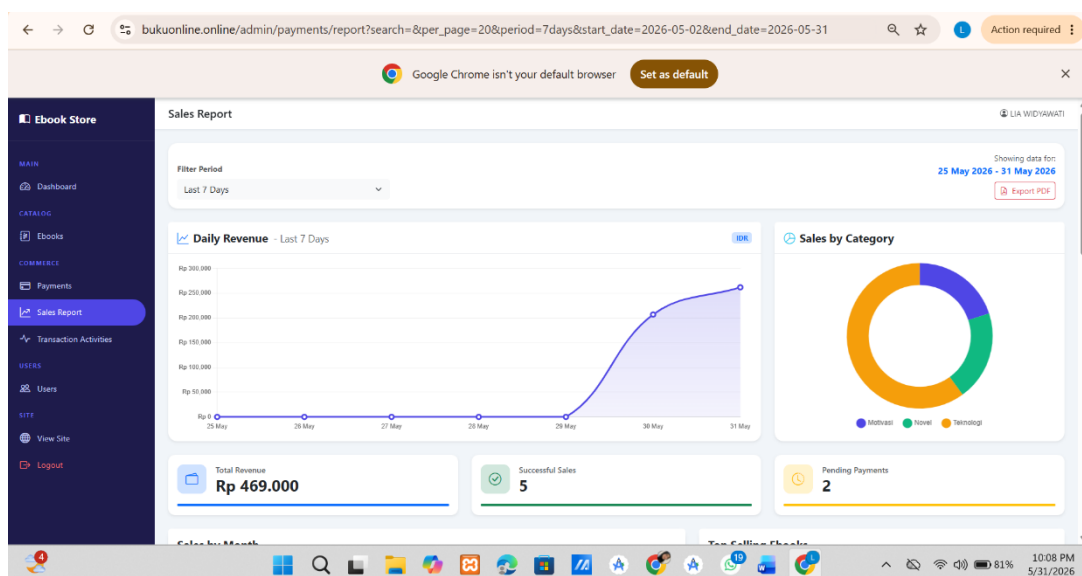 bukuonline.online/admin/payments/report?search=&per_page=20&period=7days&start_date=2026-05-02&end_date=2026-05-31
L
Action required
Google Chrome isn't your default browser
Set as default
Ebook Store
Sales Report
LIA WIDYAWATI
MAIN
Dashboard
CATALOG
Ebooks
COMMERCE
Payments
Sales Report
Transaction Activities
USERS
Users
SITE
View Site
Logout
Filter Period
Last 7 Days
Showing data for:
25 May 2026 - 31 May 2026
Export PDF
Daily Revenue - Last 7 Days
IDR
Rp 300,000
Rp 250,000
Rp 200,000
Rp 150,000
Rp 100,000
Rp 50,000
Rp 0
25 May 26 May 27 May 28 May 29 May 30 May 31 May
Sales by Category
Motivasi Novel Teknologi
Total Revenue
Rp 469.000
Successful Sales
5
Pending Payments
2
Sales by Month
Top Selling Ebooks
4
19
L
81%
10:08 PM
5/31/2026